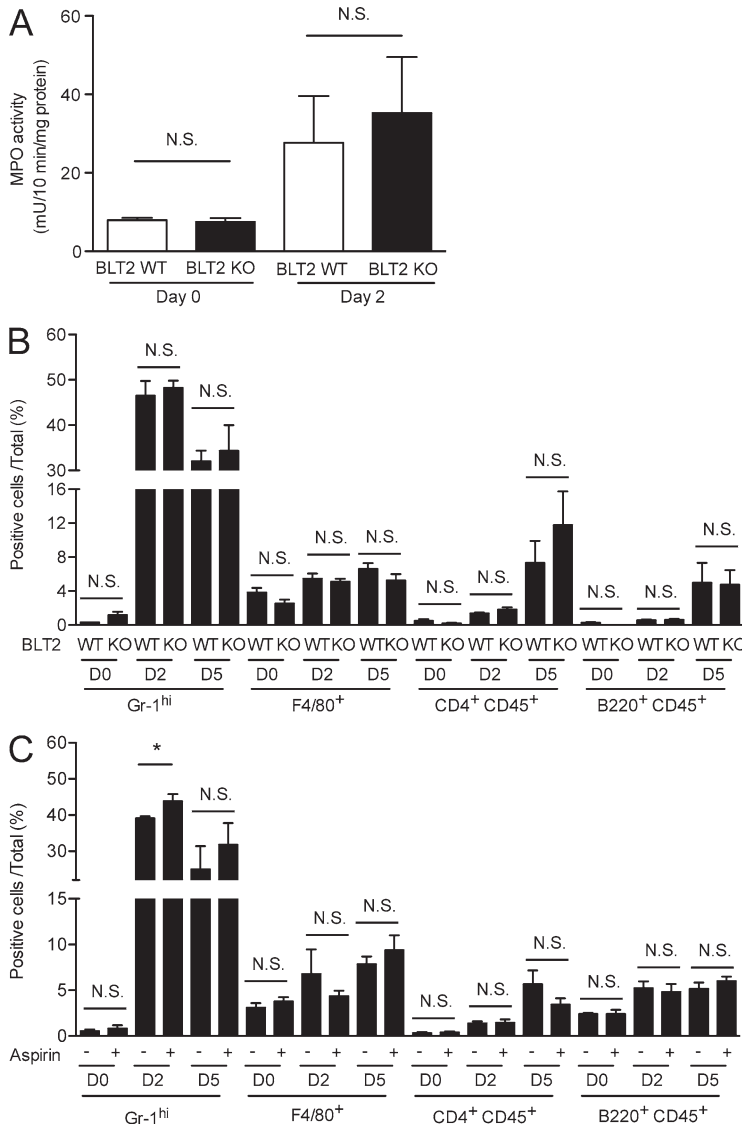 A
MPO activity
(mU/10 min/mg protein)
60
40
20
0
N.S.
N.S.
BLT2 WT BLT2 KO BLT2 WT BLT2 KO
Day 0 Day 2
B
Positive cells /Total (%)
60
50
40
30
16
12
8
4
0
N.S. N.S. N.S. N.S. N.S. N.S. N.S. N.S. N.S. N.S. N.S. N.S.
BLT2 WT KO WT KO WT KO WT KO WT KO WT KO WT KO WT KO WT KO WT KO WT KO WT KO
D0 D2 D5 D0 D2 D5 D0 D2 D5 D0 D2 D5
Gr-1hi F4/80+ CD4+ CD45+ B220+ CD45+
C
Positive cells /Total (%)
60
50
40
30
15
10
5
0
N.S. * N.S. N.S. N.S. N.S. N.S. N.S. N.S. N.S. N.S. N.S.
Aspirin - + - + - + - + - + - + - + - + - + - + - + - +
D0 D2 D5 D0 D2 D5 D0 D2 D5 D0 D2 D5
Gr-1hi F4/80+ CD4+ CD45+ B220+ CD45+